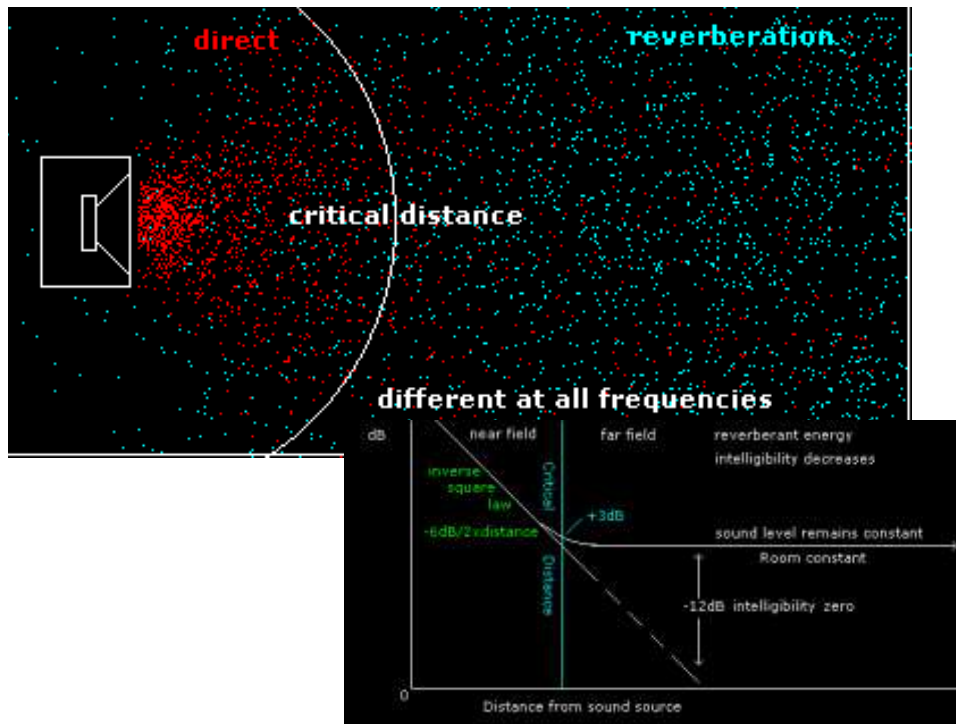 direct
reverberation
critical distance
different at all frequencies
dB
near field
far field
reverberant energy
intelligibility decreases
inverse
square
law
-6dB/2xdistance
Critical
Distance
+3dB
sound level remains constant
Room constant
-12dB intelligibility zero
0
Distance from sound source